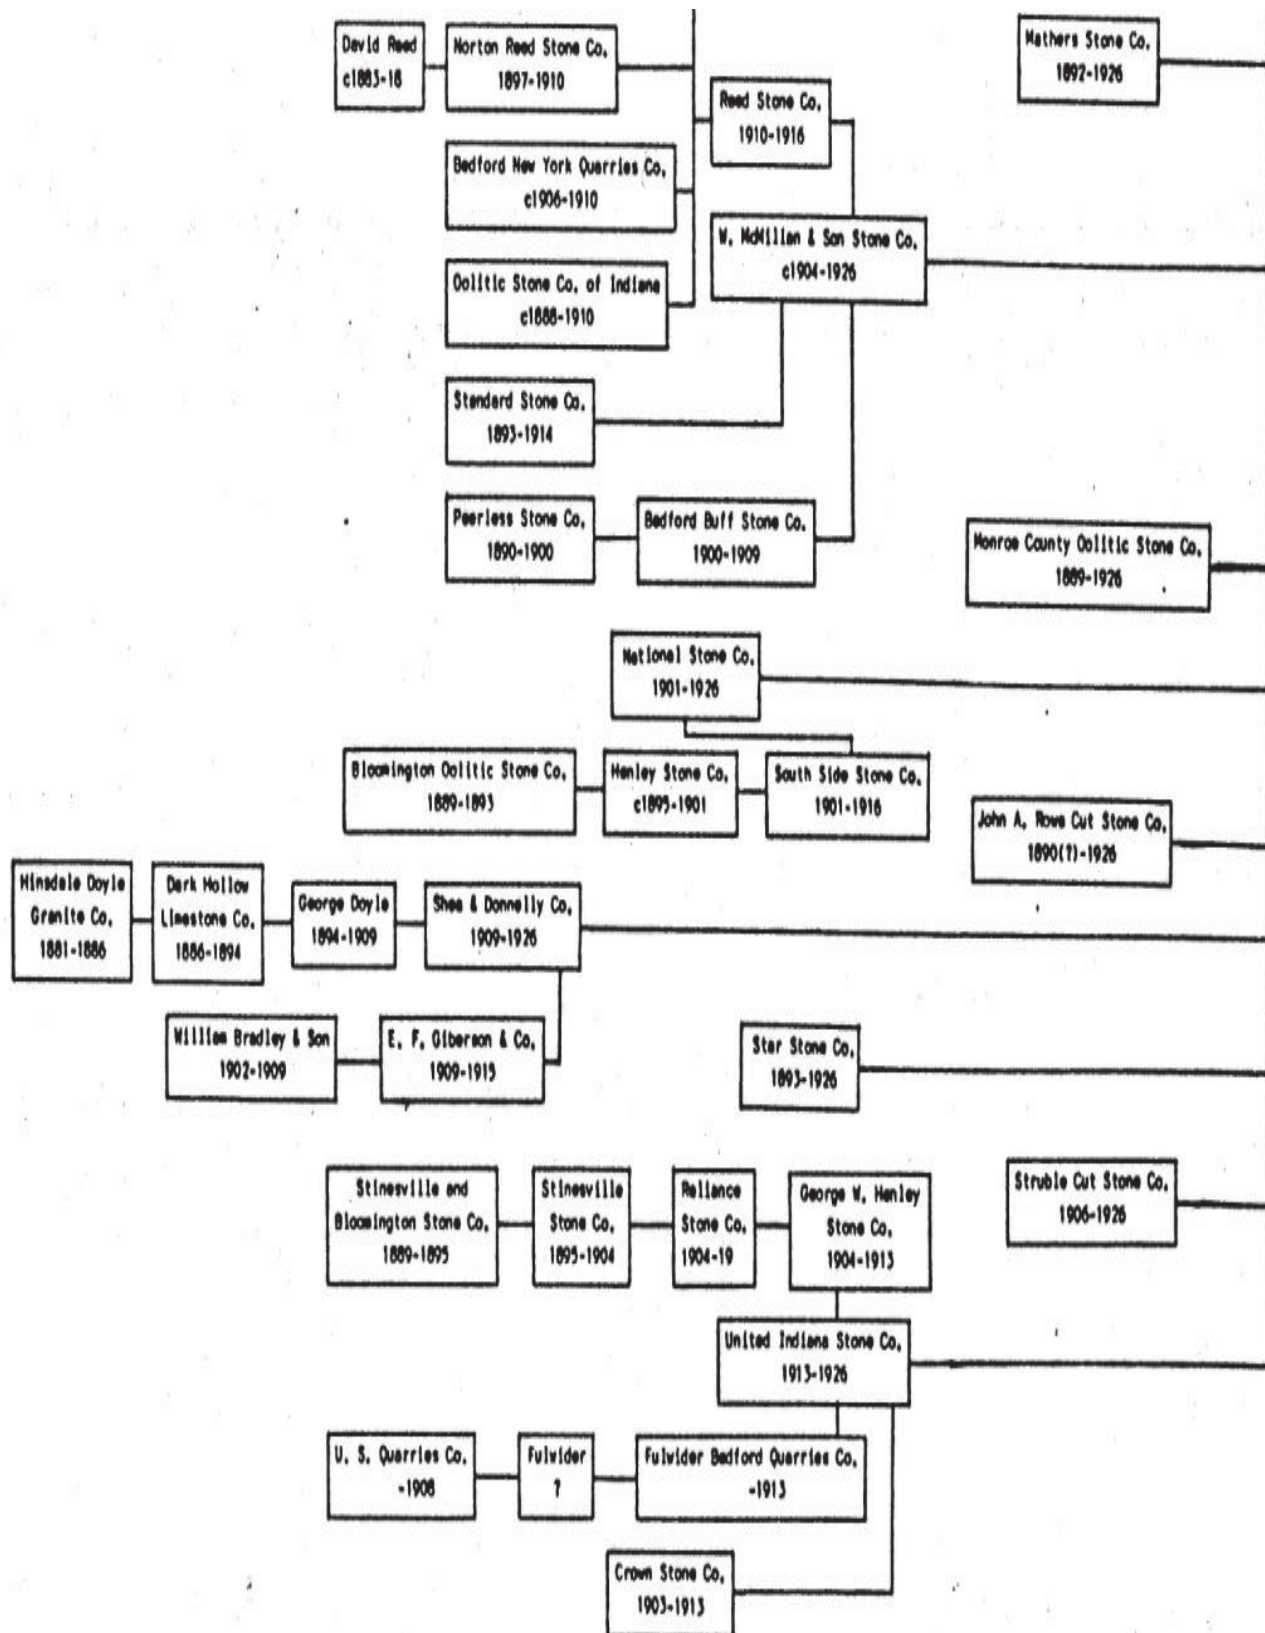 David Reed
c1883-18
Norton Reed Stone Co.
1897-1910
Mathers Stone Co.
1892-1926
Reed Stone Co.
1910-1916
Bedford New York Quarries Co.
c1906-1910
W. McMillan & Son Stone Co.
c1904-1926
Oolitic Stone Co. of Indiana
c1888-1910
Standard Stone Co.
1893-1914
Peerless Stone Co.
1890-1900
Bedford Buff Stone Co.
1900-1909
Monroe County Oolitic Stone Co.
1889-1926
National Stone Co.
1901-1926
Bloomington Oolitic Stone Co.
1889-1893
Henley Stone Co.
c1895-1901
South Side Stone Co.
1901-1916
John A. Rowe Cut Stone Co.
1890(?)-1926
Hinsdale Doyle
Granite Co.
1881-1886
Dark Hollow
Limestone Co.
1886-1894
George Doyle
1894-1909
Shea & Donnelly Co.
1909-1926
William Bradley & Son
1902-1909
E. F. Giberson & Co.
1909-1915
Star Stone Co.
1893-1926
Stinesville and
Bloomington Stone Co.
1889-1895
Stinesville
Stone Co.
1895-1904
Reliance
Stone Co.
1904-19
George W. Henley
Stone Co.
1904-1913
Struble Cut Stone Co.
1906-1926
United Indiana Stone Co.
1913-1926
U. S. Quarries Co.
-1908
Fulwider
?
Fulwider Bedford Quarries Co.
-1913
Crown Stone Co.
1903-1913